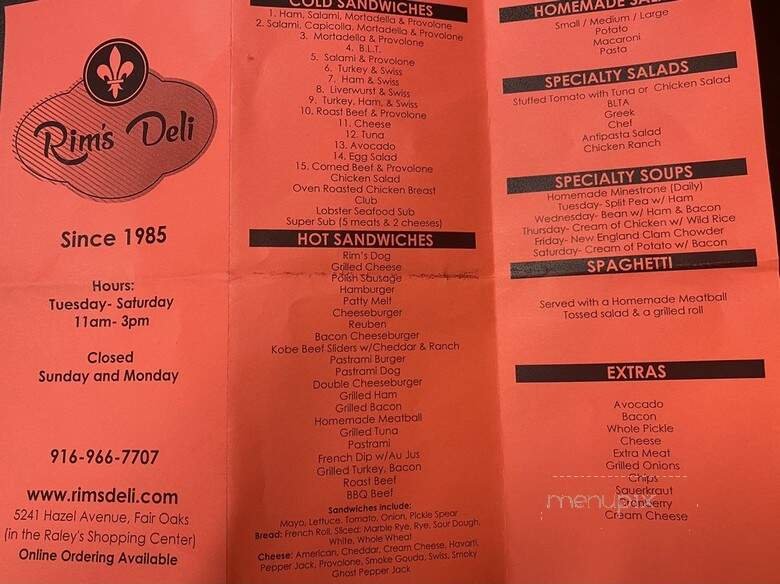 Rim's Deli
Since 1985
Hours:
Tuesday- Saturday
11am- 3pm
Closed
Sunday and Monday
916-966-7707
www.rimsdeli.com
5241 Hazel Avenue, Fair Oaks
(in the Raley's Shopping Center)
Online Ordering Available
COLD SANDWICHES
1. Ham, Salami, Mortadella & Provolone
2. Salami, Capicolla, Mortadella & Provolone
3. Mortadella & Provolone
4. B.L.T.
5. Salami & Provolone
6. Turkey & Swiss
7. Ham & Swiss
8. Liverwurst & Swiss
9. Turkey, Ham, & Swiss
10. Roast Beef & Provolone
11. Cheese
12. Tuna
13. Avocado
14. Egg Salad
15. Corned Beef & Provolone
Chicken Salad
Oven Roasted Chicken Breast
Club
Lobster Seafood Sub
Super Sub (5 meats & 2 cheeses)
HOT SANDWICHES
Rim's Dog
Grilled Cheese
Polish Sausage
Hamburger
Patty Melt
Cheeseburger
Reuben
Bacon Cheeseburger
Kobe Beef Sliders w/Cheddar & Ranch
Pastrami Burger
Pastrami Dog
Double Cheeseburger
Grilled Ham
Grilled Bacon
Homemade Meatball
Grilled Tuna
Pastrami
French Dip w/Au Jus
Grilled Turkey, Bacon
Roast Beef
BBQ Beef
Sandwiches include:
Mayo, Lettuce, Tomato, Onion, Pickle Spear
Bread: French Roll, Sliced: Marble Rye, Rye, Sour Dough,
White, Whole Wheat
Cheese: American, Cheddar, Cream Cheese, Havarti,
Pepper Jack, Provolone, Smoke Gouda, Swiss, Smoky
Ghost Pepper Jack
HOMEMADE
Small / Medium / Large
Potato
Macaroni
Pasta
SPECIALTY SALADS
Stuffed Tomato with Tuna or Chicken Salad
BLTA
Greek
Chef
Antipasta Salad
Chicken Ranch
SPECIALTY SOUPS
Homemade Minestrone (Daily)
Tuesday- Split Pea w/ Ham
Wednesday- Bean w/ Ham & Bacon
Thursday- Cream of Chicken w/ Wild Rice
Friday- New England Clam Chowder
Saturday- Cream of Potato w/ Bacon
SPAGHETTI
Served with a Homemade Meatball
Tossed salad & a grilled roll
EXTRAS
Avocado
Bacon
Whole Pickle
Cheese
Extra Meat
Grilled Onions
Chips
Sauerkraut
Cranberry
Cream Cheese
menupix